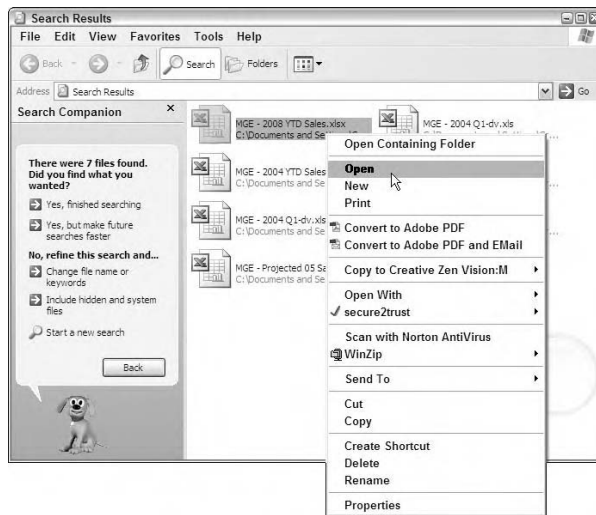 Search Results
File Edit View Favorites Tools Help
Back Search Folders
Address Search Results Go
Search Companion
There were 7 files found.
Did you find what you
wanted?
Yes, finished searching
Yes, but make future
searches faster
No, refine this search and...
Change file name or
keywords
Include hidden and system
files
Start a new search
Back
MGE - 2008 YTD Sales.xlsx
C:\Documents and Se
MGE - 2004 Q1-dv.xls
MGE - 2004 YTD Sales
C:\Documents and Se
MGE - 2004 Q1-dv.xls
C:\Documents and Se
MGE - Projected 05 Sa
C:\Documents and Se
Open Containing Folder
Open
New
Print
Convert to Adobe PDF
Convert to Adobe PDF and EMail
Copy to Creative Zen Vision:M
Open With
secure2trust
Scan with Norton AntiVirus
WinZip
Send To
Cut
Copy
Create Shortcut
Delete
Rename
Properties